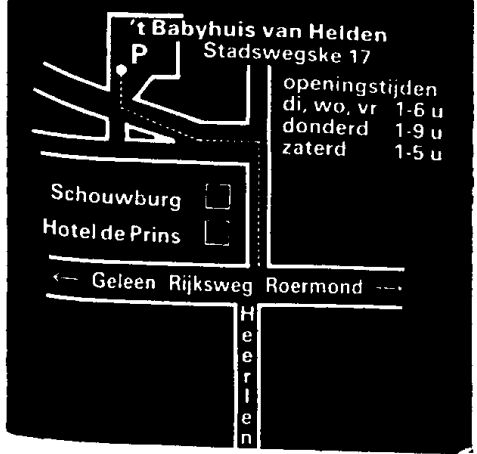 't Babyhuis van Helden
Stadswegske 17
P
openingstijden
di, wo, vr 1-6 u
donderd 1-9 u
zaterd 1-5 u
Schouwburg
Hotel de Prins
← Geleen Rijksweg Roermond →
Heerlen